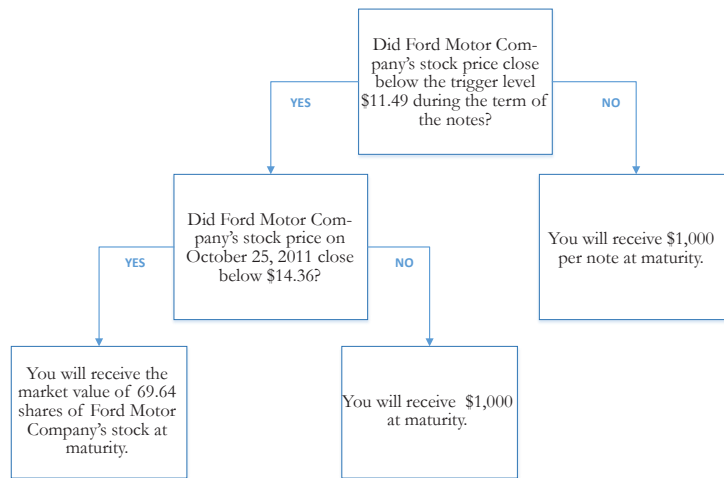 Did Ford Motor Com-
pany's stock price close
below the trigger level
$11.49 during the term of
the notes?
YES
NO
Did Ford Motor Com-
pany's stock price on
October 25, 2011 close
below $14.36?
You will receive $1,000
per note at maturity.
YES
NO
You will receive the
market value of 69.64
shares of Ford Motor
Company's stock at
maturity.
You will receive $1,000
at maturity.